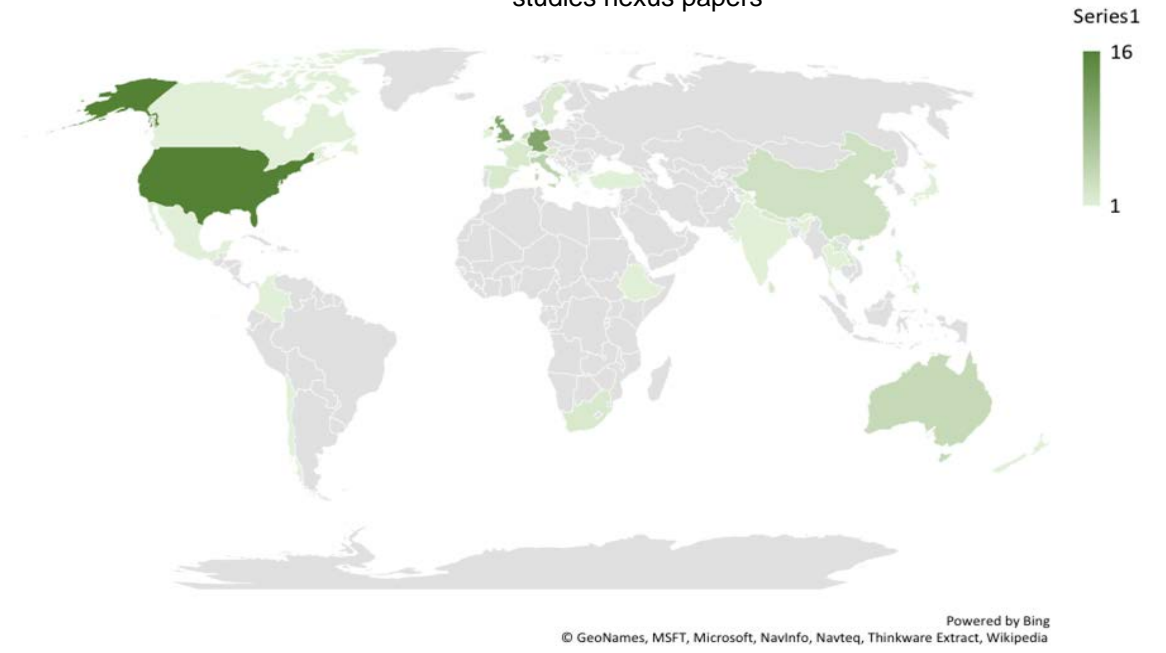 studies nexus papers
Series1
16
1
Powered by Bing
© GeoNames, MSFT, Microsoft, NavInfo, Navteq, Thinkware Extract, Wikipedia